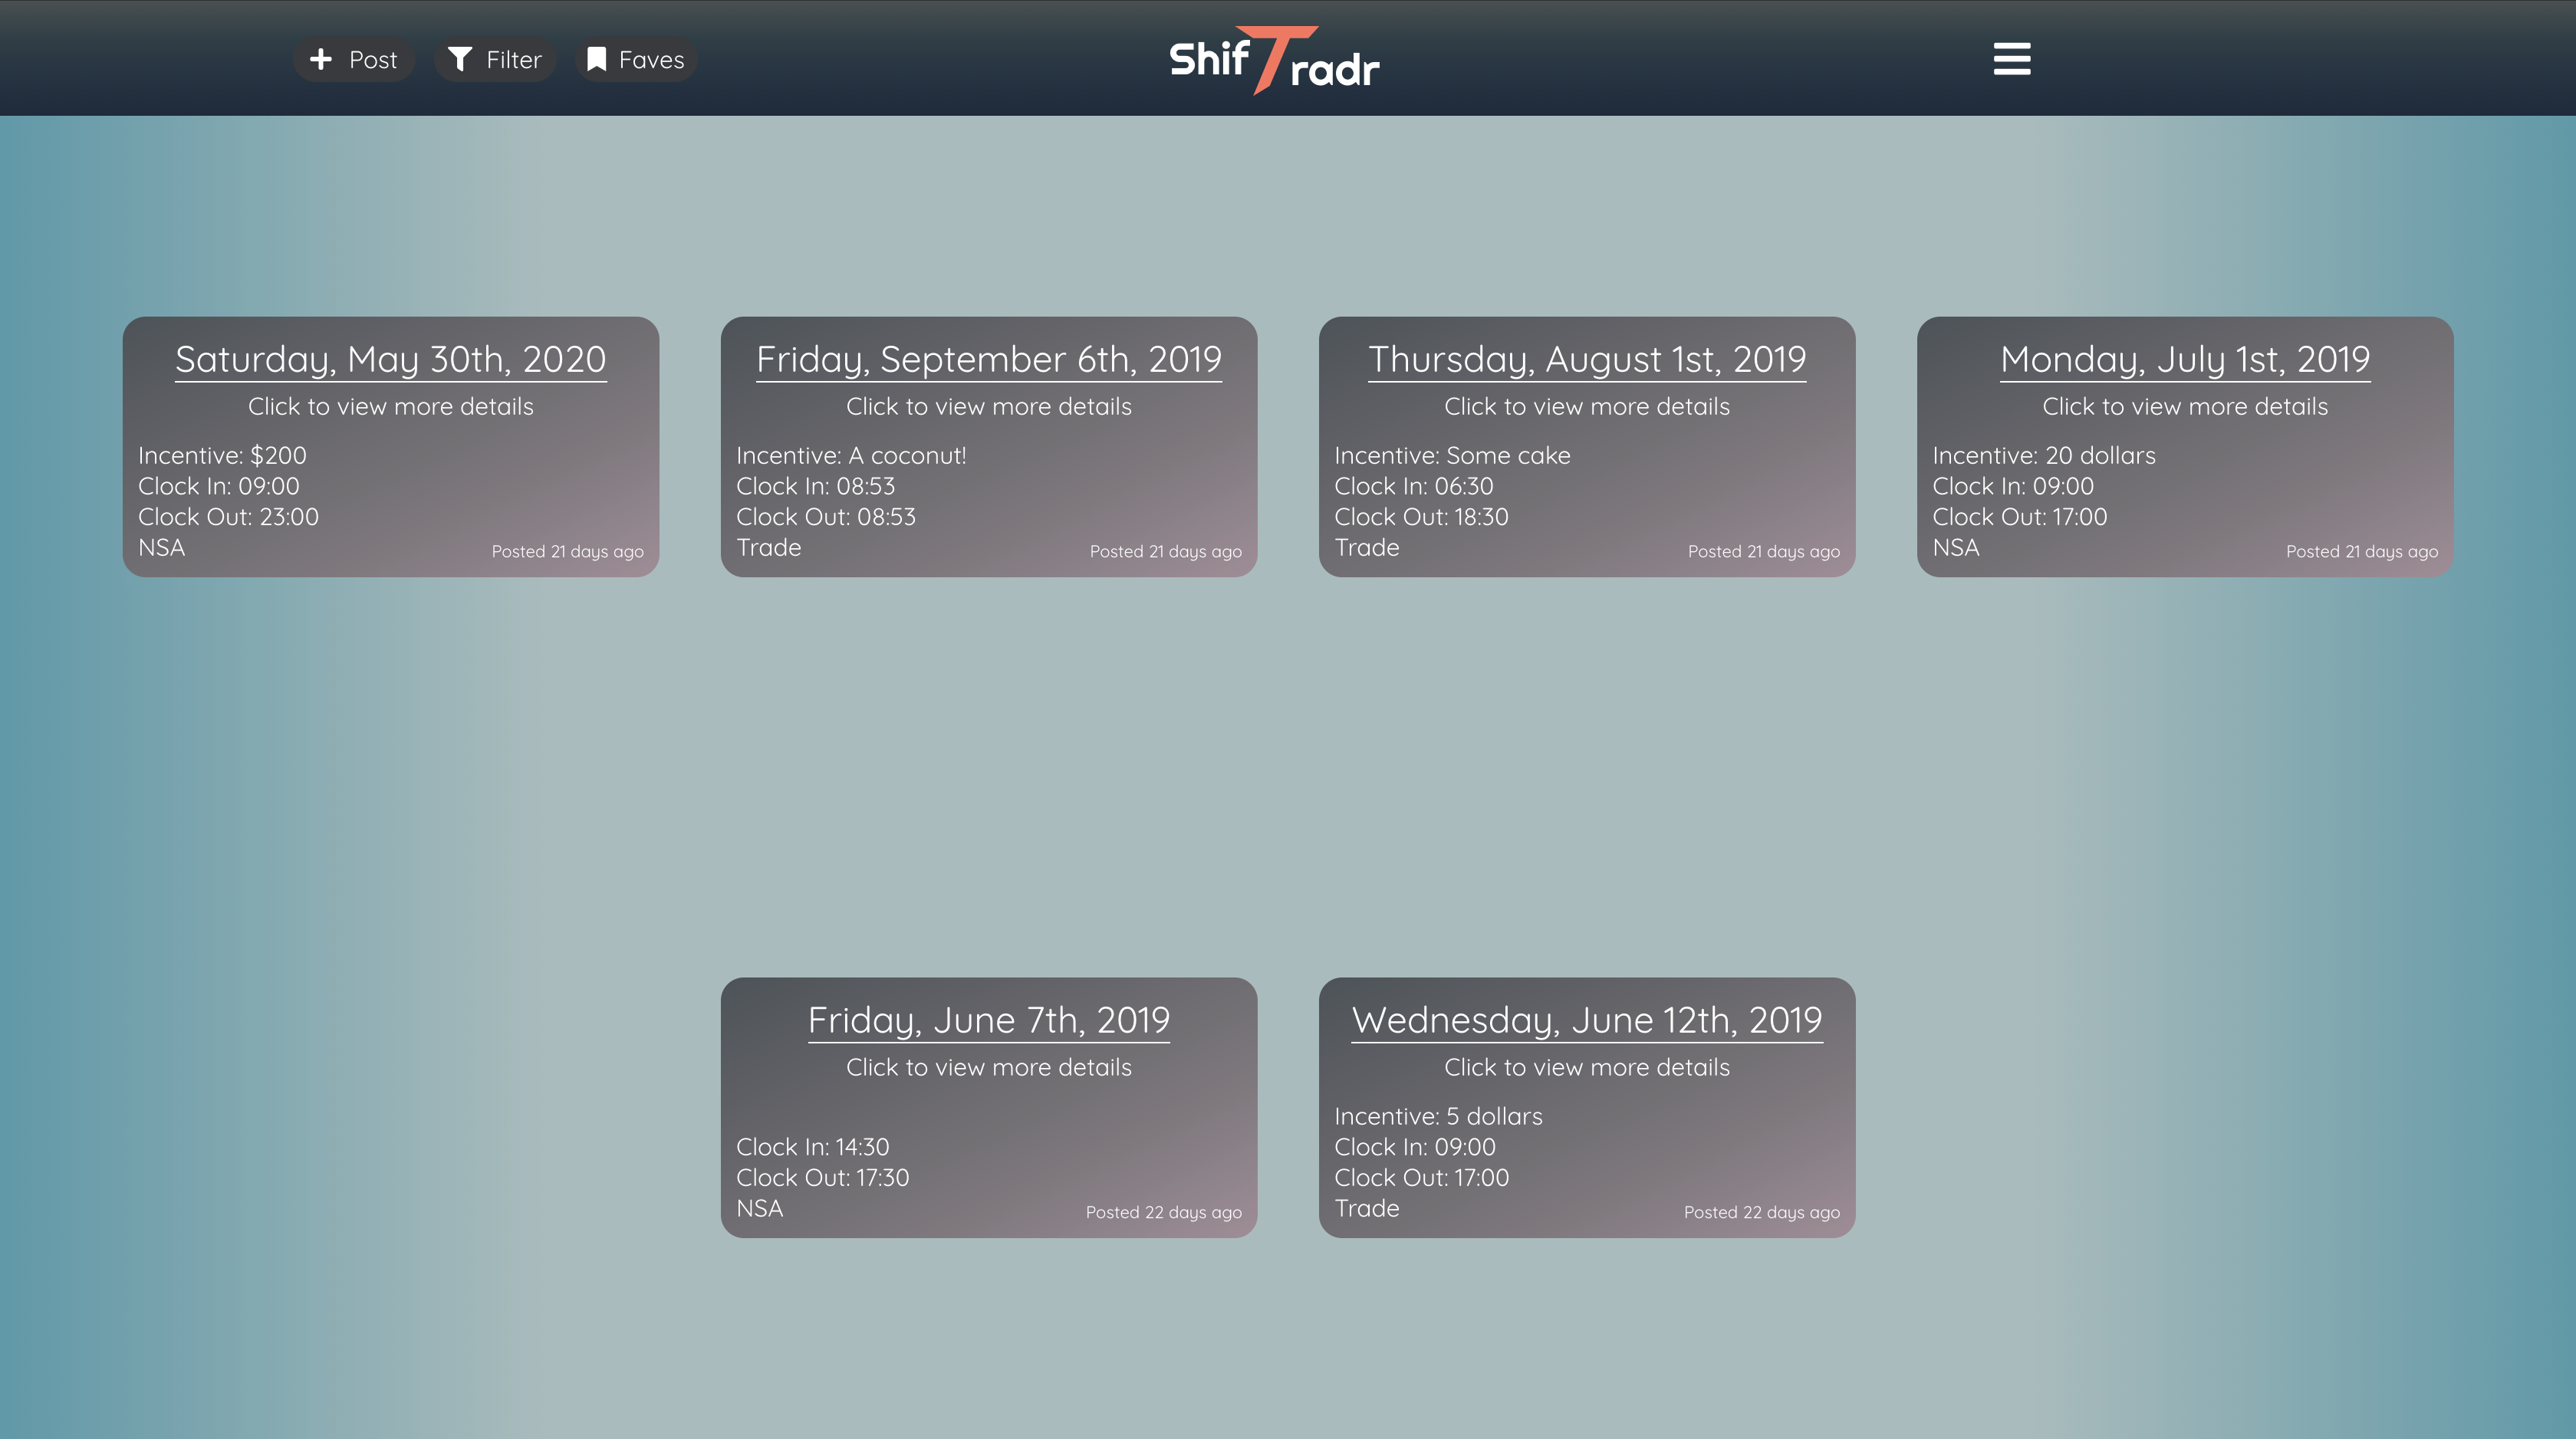 Post
Filter
Faves
ShifTradr
Saturday, May 30th, 2020
Click to view more details
Incentive: $200
Clock In: 09:00
Clock Out: 23:00
NSA
Posted 21 days ago
Friday, September 6th, 2019
Click to view more details
Incentive: A coconut!
Clock In: 08:53
Clock Out: 08:53
Trade
Posted 21 days ago
Thursday, August 1st, 2019
Click to view more details
Incentive: Some cake
Clock In: 06:30
Clock Out: 18:30
Trade
Posted 21 days ago
Monday, July 1st, 2019
Click to view more details
Incentive: 20 dollars
Clock In: 09:00
Clock Out: 17:00
NSA
Posted 21 days ago
Friday, June 7th, 2019
Click to view more details
Clock In: 14:30
Clock Out: 17:30
NSA
Posted 22 days ago
Wednesday, June 12th, 2019
Click to view more details
Incentive: 5 dollars
Clock In: 09:00
Clock Out: 17:00
Trade
Posted 22 days ago